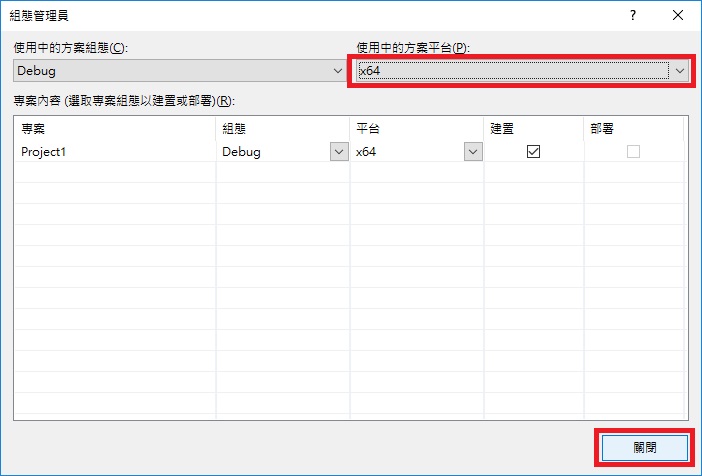 組態管理員
?
使用中的方案組態(C):
使用中的方案平台(P):
Debug
x64
專案內容 (選取專案組態以建置或部署)(R):
專案 組態 平台 建置 部署
Project1 Debug x64
關閉